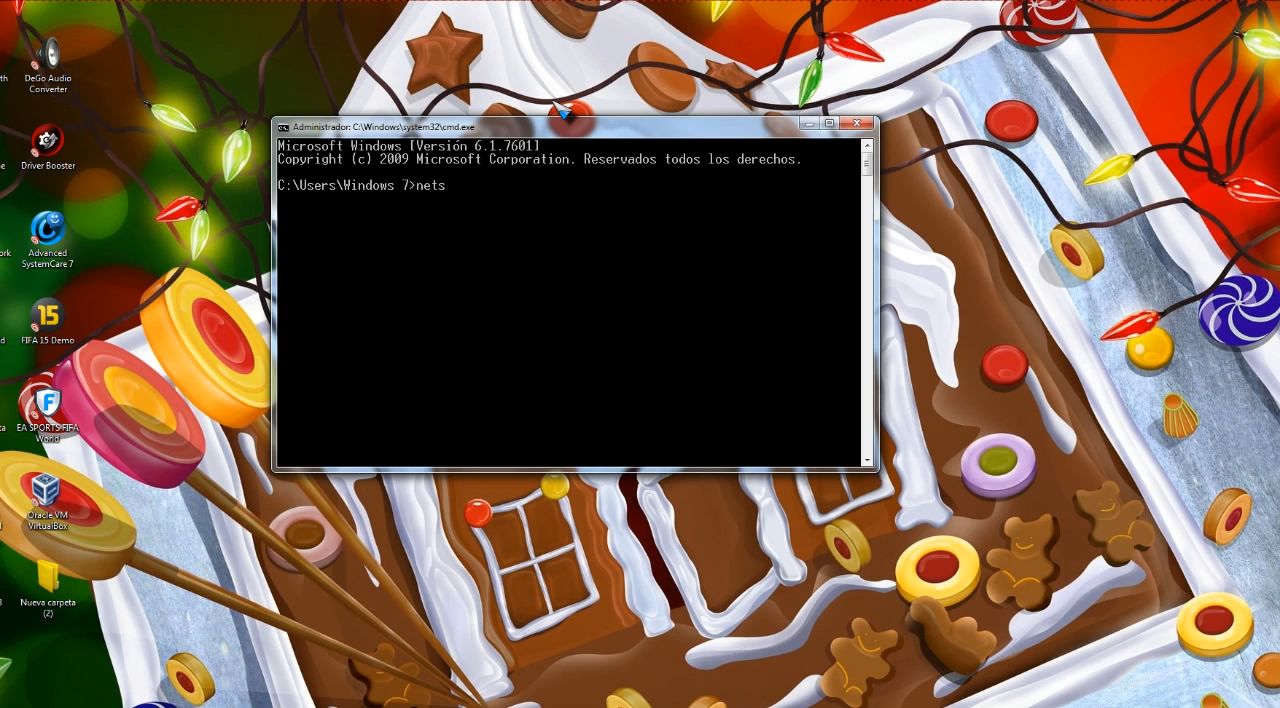 DeGo Audio
Converter
Driver Booster
Advanced
SystemCare 7
15
FIFA 15 Demo
F
EA SPORTS FIFA
World
Oracle VM
VirtualBox
Nueva carpeta
(2)
Administrador: C:\Windows\system32\cmd.exe
Microsoft Windows [Versión 6.1.7601]
Copyright (c) 2009 Microsoft Corporation. Reservados todos los derechos.
C:\Users\Windows 7>nets